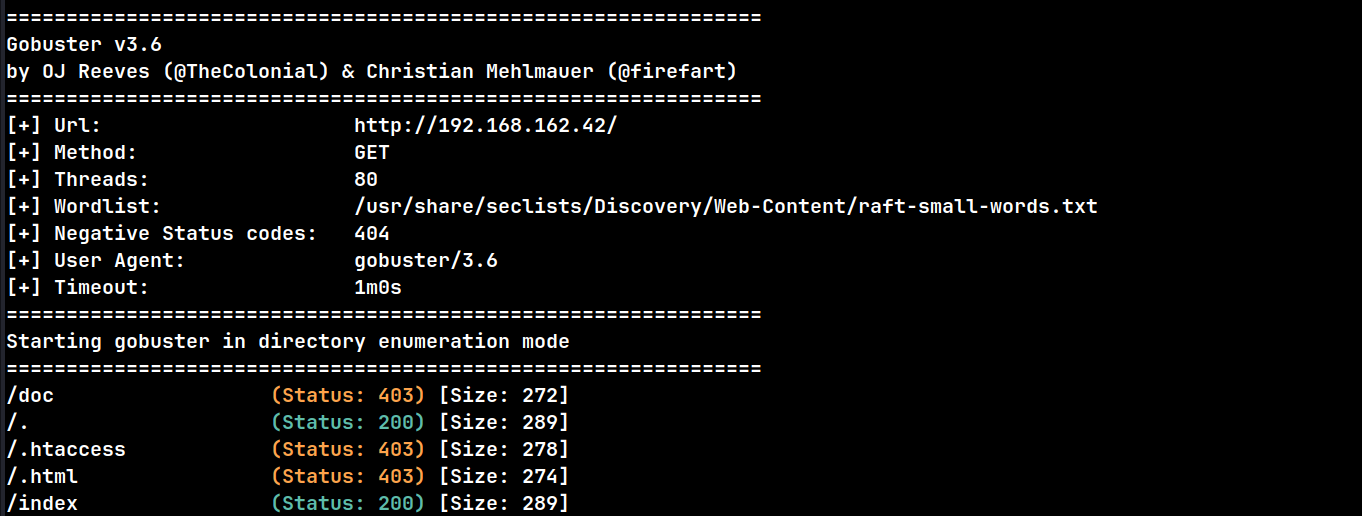 ===============================================================
Gobuster v3.6
by OJ Reeves (@TheColonial) & Christian Mehlmauer (@firefart)
===============================================================
[+] Url:                     http://192.168.162.42/
[+] Method:                  GET
[+] Threads:                 80
[+] Wordlist:                /usr/share/seclists/Discovery/Web-Content/raft-small-words.txt
[+] Negative Status codes:   404
[+] User Agent:              gobuster/3.6
[+] Timeout:                 1m0s
===============================================================
Starting gobuster in directory enumeration mode
===============================================================
/doc                  (Status: 403) [Size: 272]
/.                    (Status: 200) [Size: 289]
/.htaccess            (Status: 403) [Size: 278]
/.html                (Status: 403) [Size: 274]
/index                (Status: 200) [Size: 289]